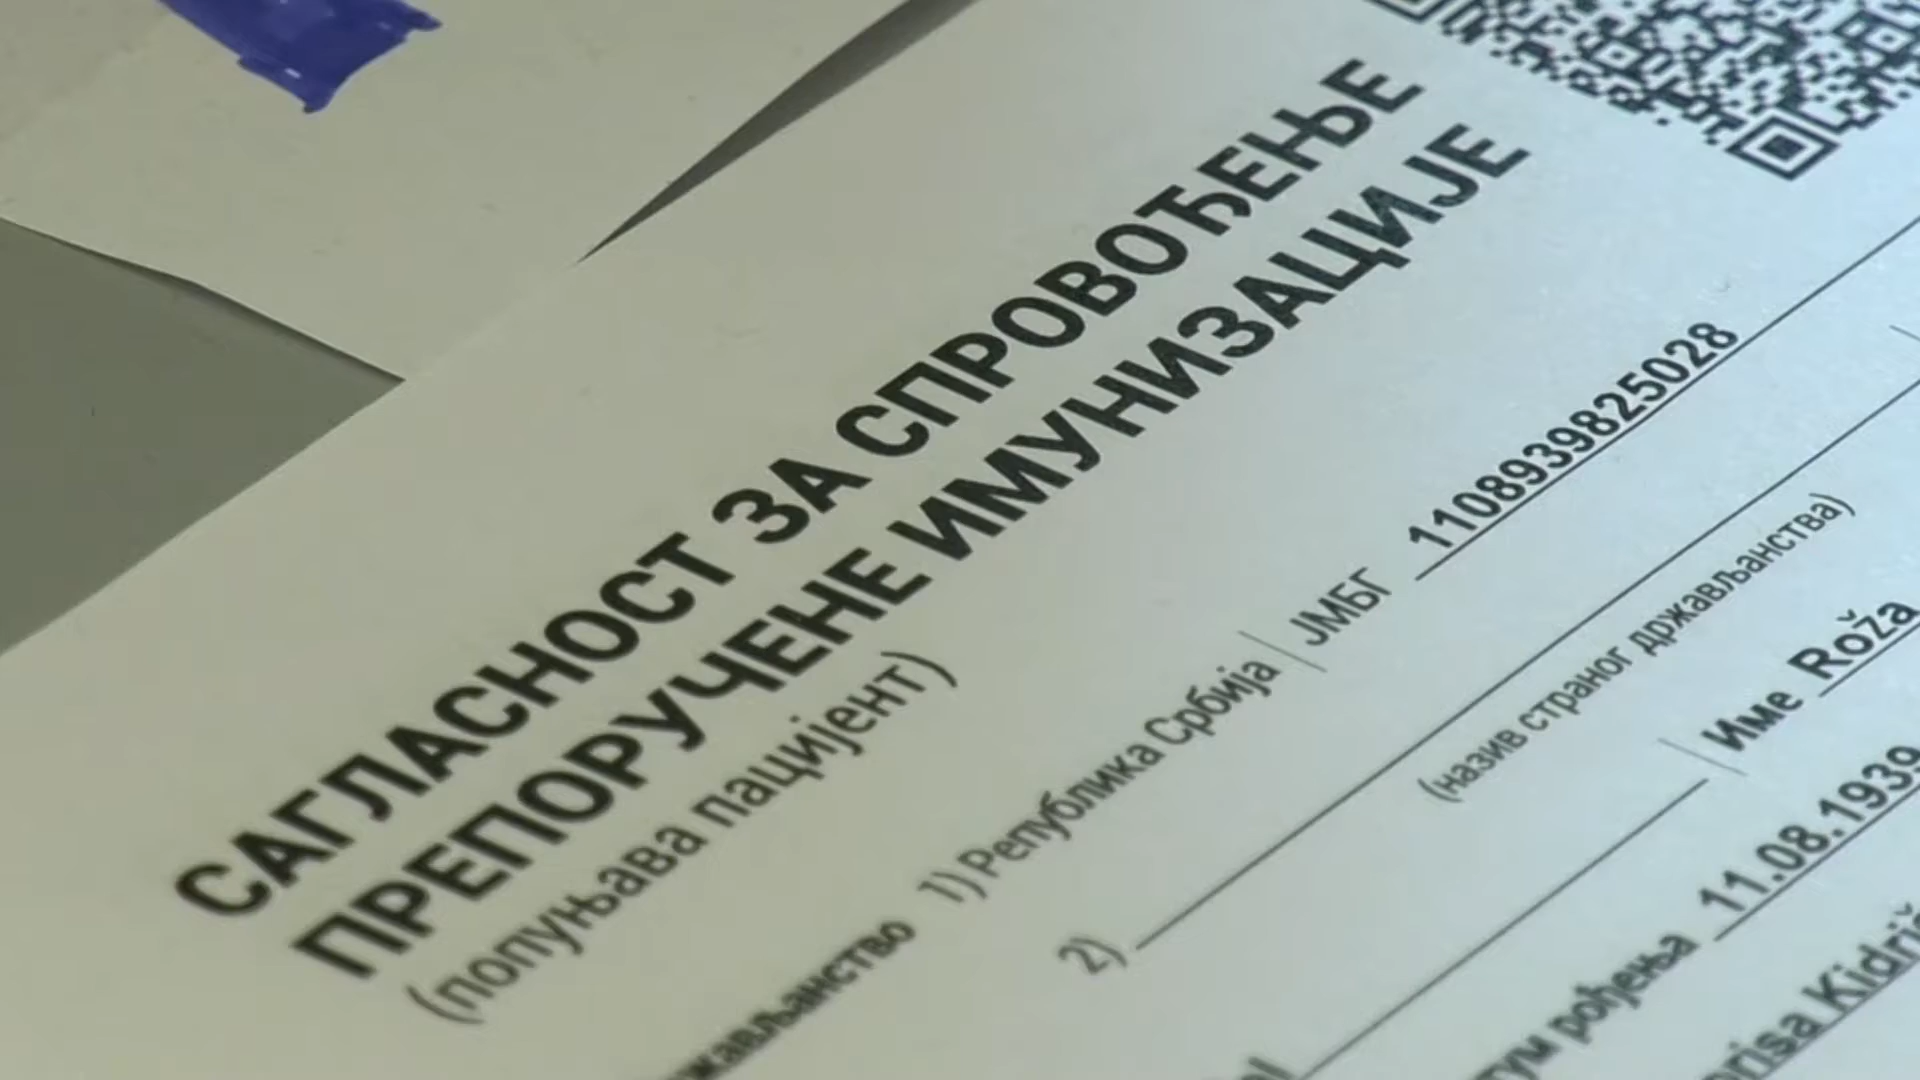 САГЛАСНОСТ ЗА СПРОВОЂЕЊЕ
ПРЕПОРУЧЕНЕ ИМУНИЗАЦИЈЕ
(попуњава пацијент)
1) Република Србија | ЈМБГ 1108939825028
2)
(назив страног држављанства)
| Име Roža
рођења 11.08.1939